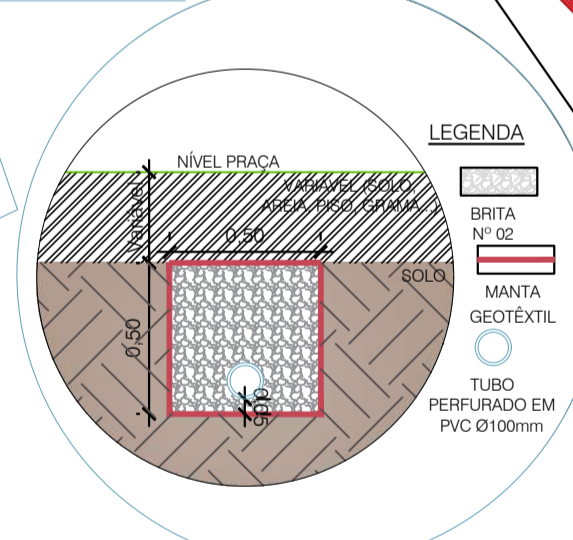 NÍVEL PRAÇA
VARIÁVEL (SOLO,
AREIA, PISO, GRAMA...)
Variável
0,50
SOLO
0,50
0,05
LEGENDA
BRITA
Nº 02
MANTA
GEOTÊXTIL
TUBO
PERFURADO EM
PVC Ø100mm